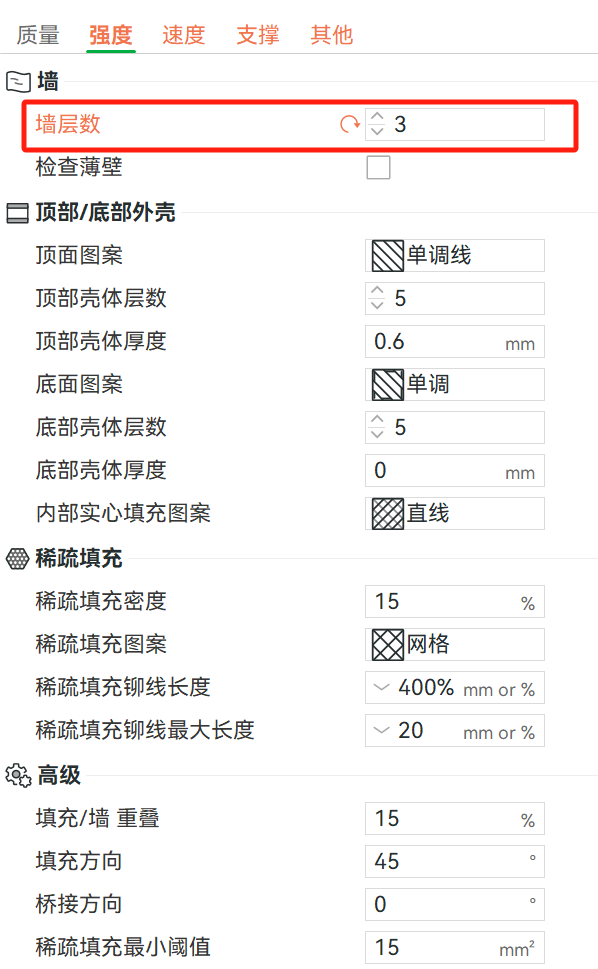 质量 强度 速度 支撑 其他
墙
墙层数 3
检查薄壁
顶部/底部外壳
顶面图案 单调线
顶部壳体层数 5
顶部壳体厚度 0.6 mm
底面图案 单调
底部壳体层数 5
底部壳体厚度 0 mm
内部实心填充图案 直线
稀疏填充
稀疏填充密度 15 %
稀疏填充图案 网格
稀疏填充铆线长度 400% mm or %
稀疏填充铆线最大长度 20 mm or %
高级
填充/墙 重叠 15 %
填充方向 45 °
桥接方向 0 °
稀疏填充最小阈值 15 mm²